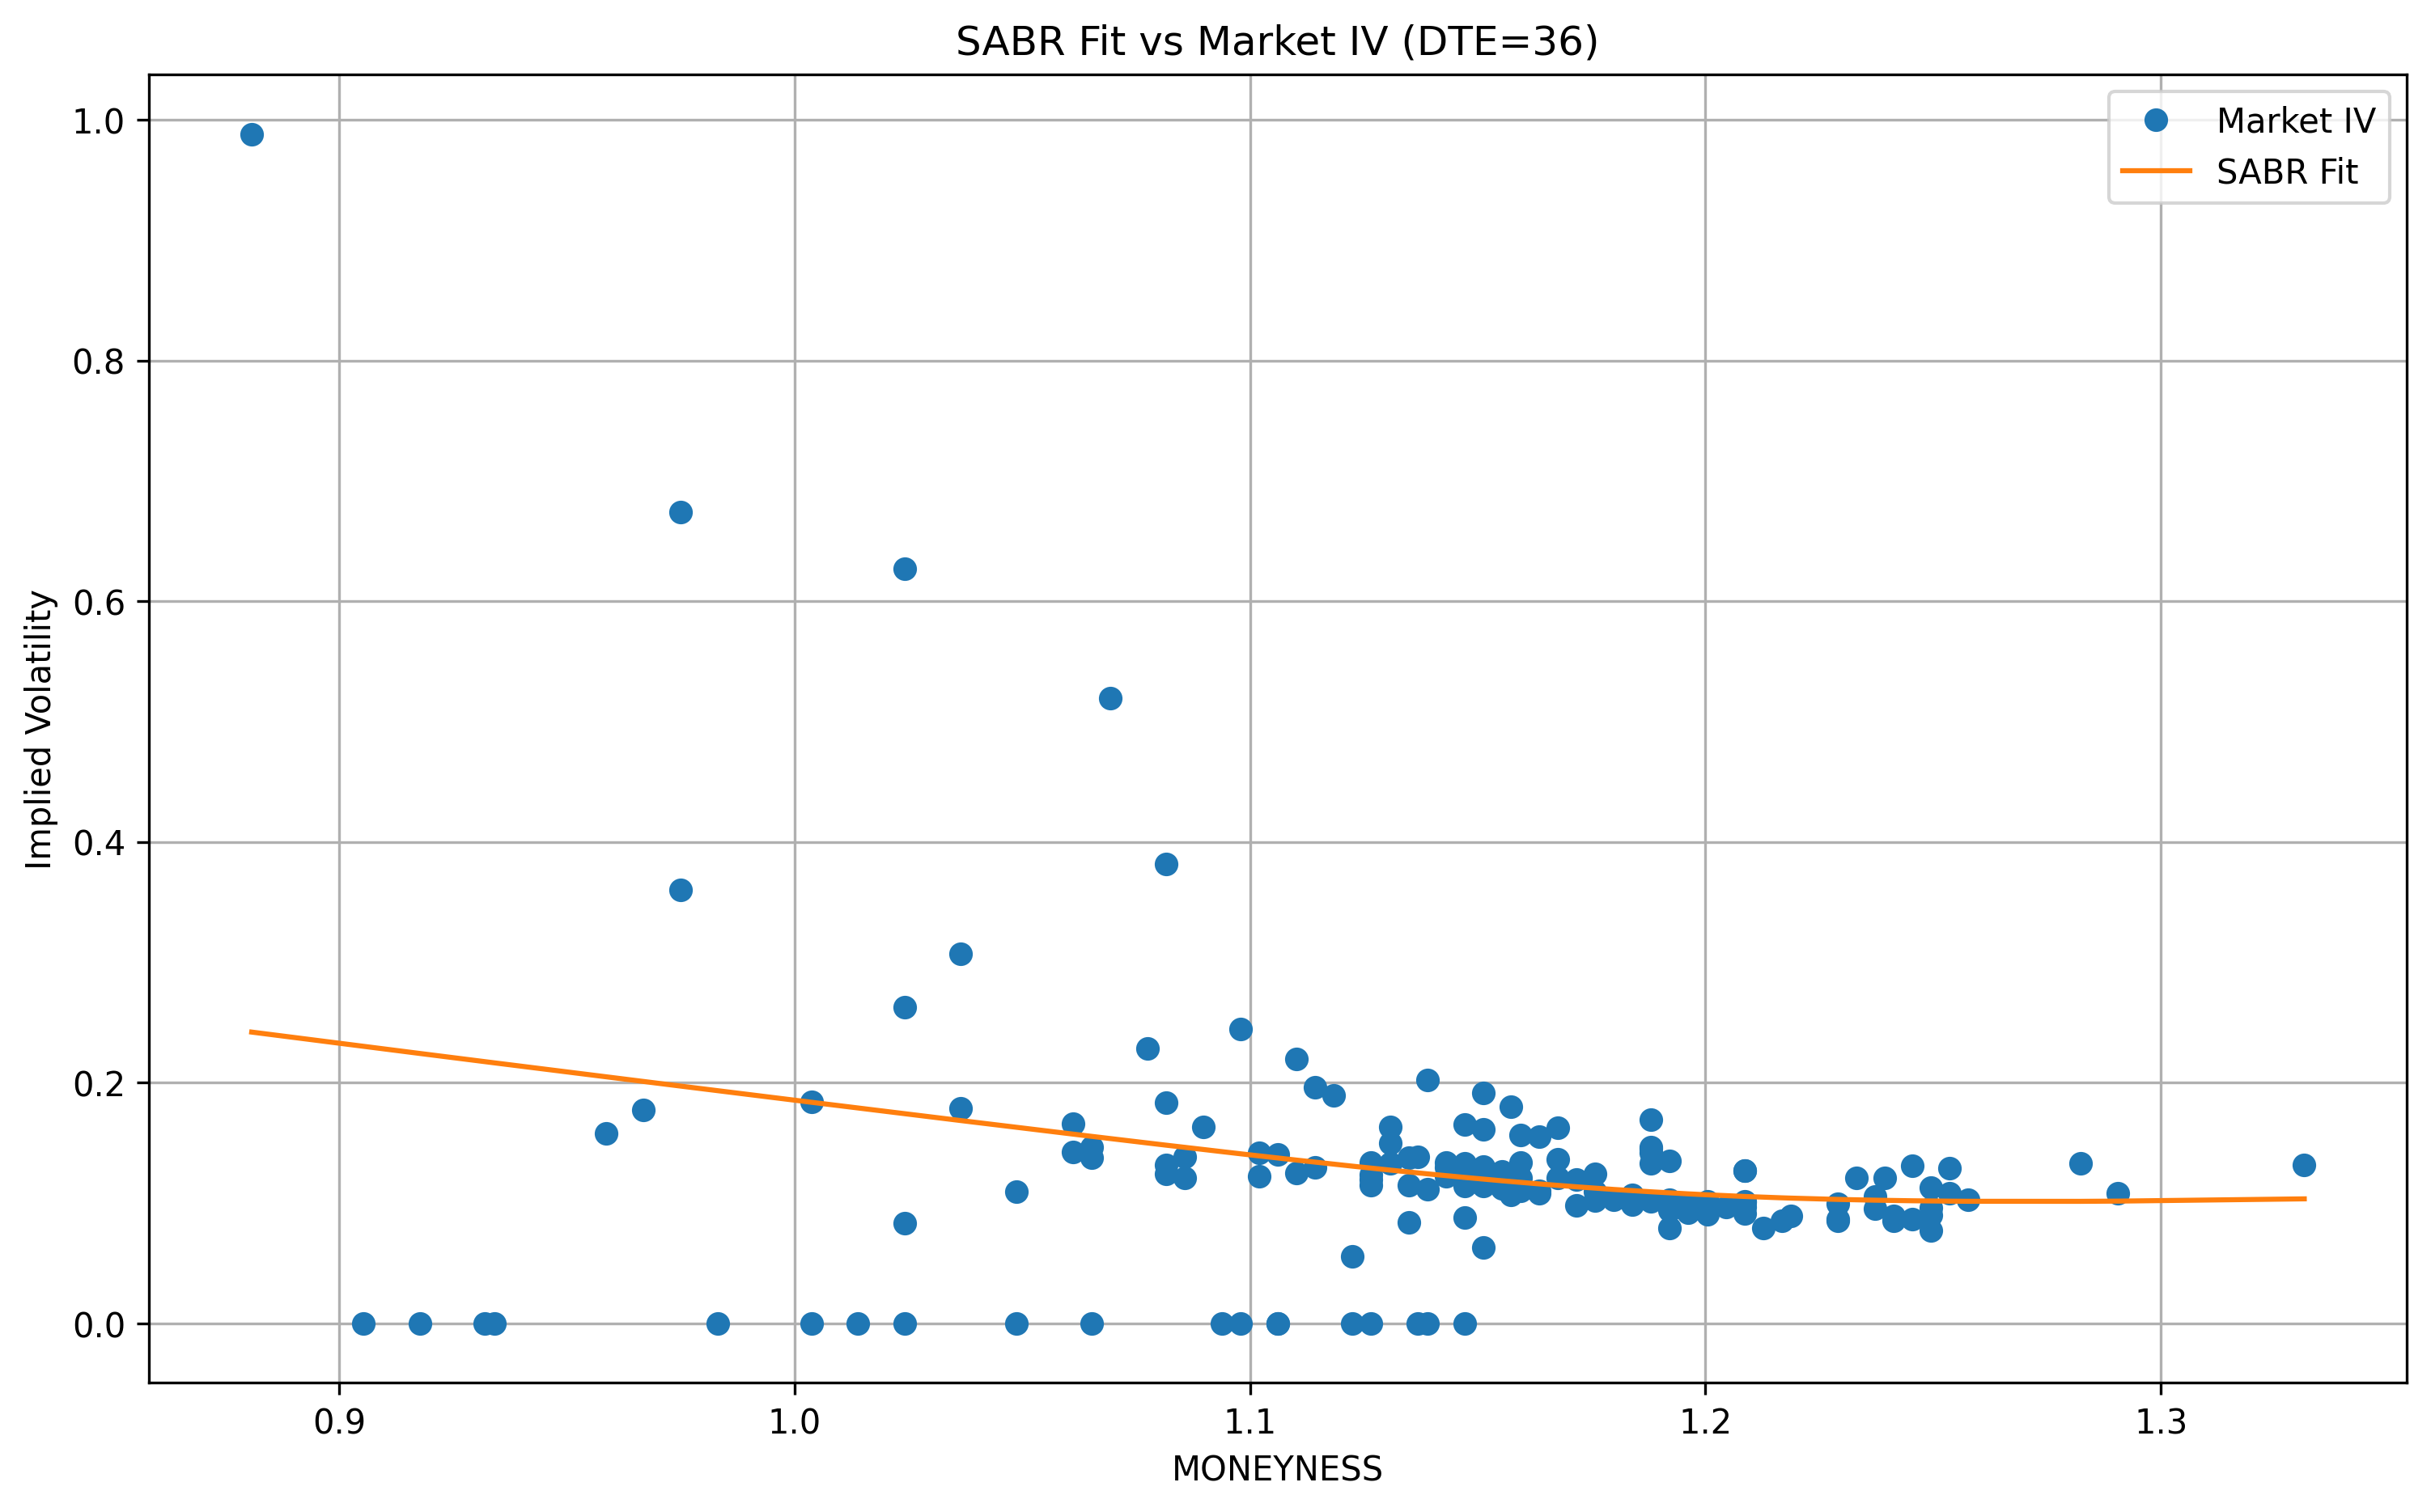 SABR Fit vs Market IV (DTE=36)
Market IV
SABR Fit
Implied Volatility
1.0
0.8
0.6
0.4
0.2
0.0
0.9
1.0
1.1
1.2
1.3
MONEYNESS